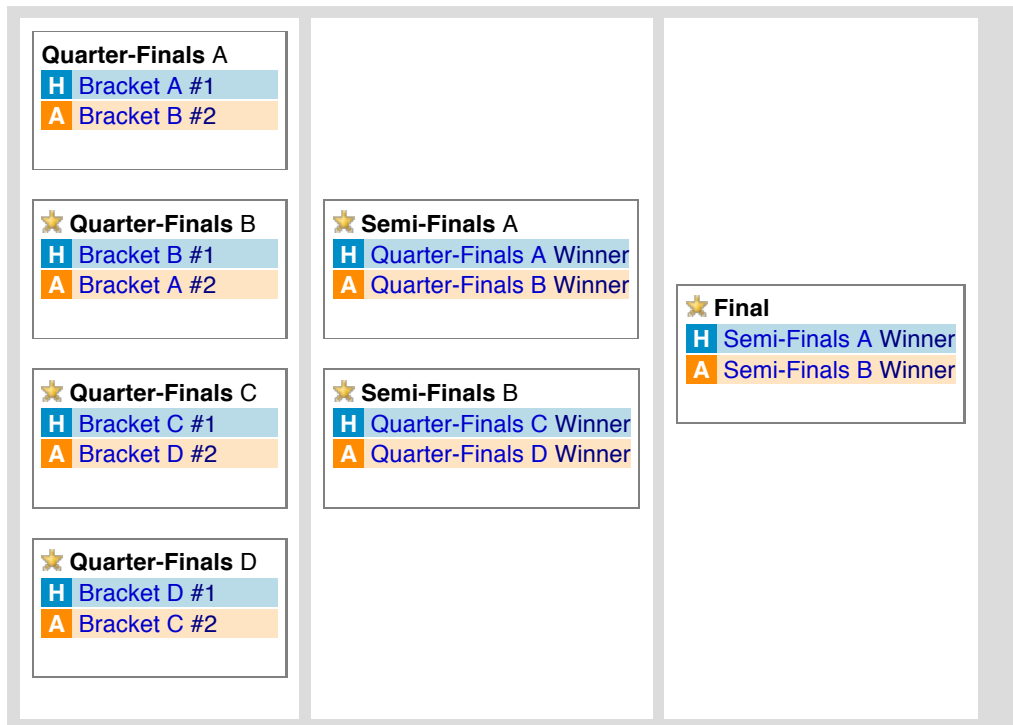 Quarter-Finals A
H Bracket A #1
A Bracket B #2
Quarter-Finals B
H Bracket B #1
A Bracket A #2
Quarter-Finals C
H Bracket C #1
A Bracket D #2
Quarter-Finals D
H Bracket D #1
A Bracket C #2
Semi-Finals A
H Quarter-Finals A Winner
A Quarter-Finals B Winner
Semi-Finals B
H Quarter-Finals C Winner
A Quarter-Finals D Winner
Final
H Semi-Finals A Winner
A Semi-Finals B Winner